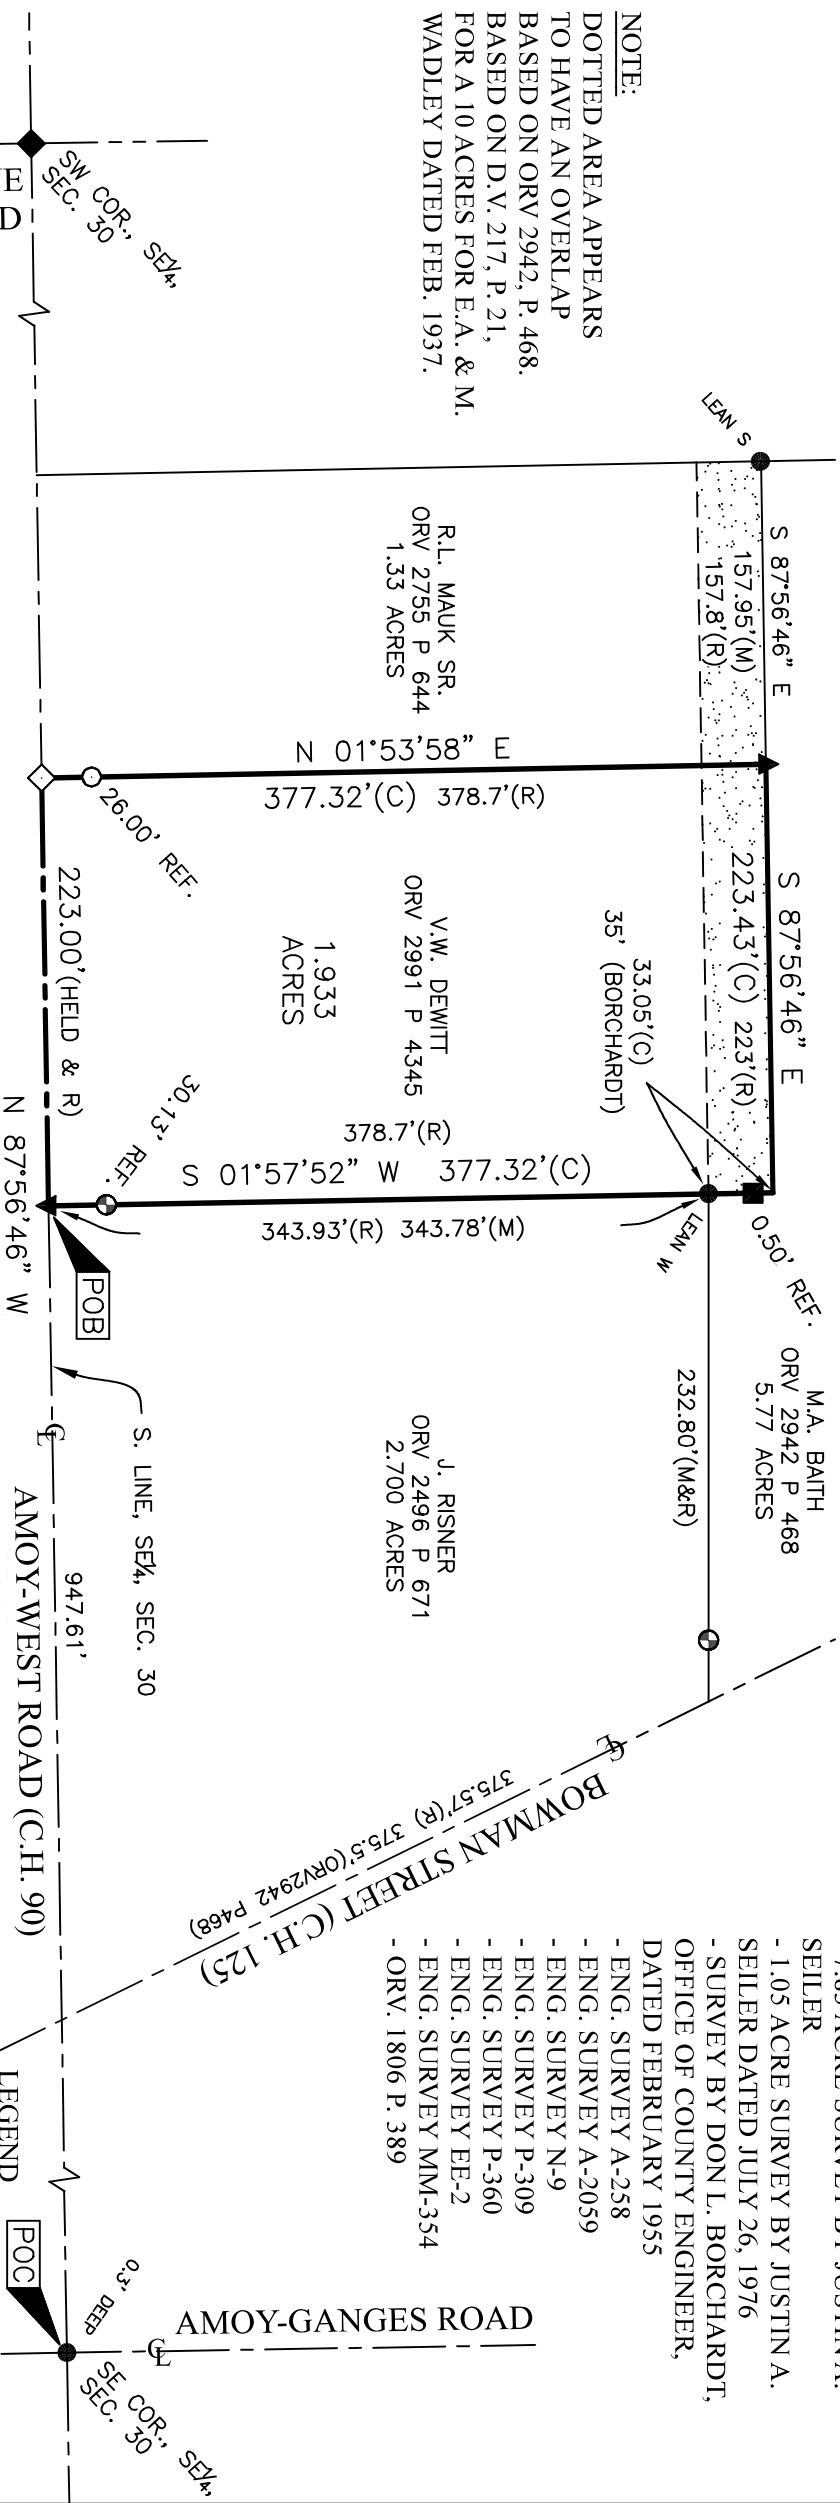 NOTE:
DOTTED AREA APPEARS
TO HAVE AN OVERLAP
BASED ON ORV 2942, P. 468.
BASED ON D.V. 217, P. 21,
FOR A 10 ACRES FOR E.A. & M.
WADLEY DATED FEB. 1937.
SW COR., SE¼,
SEC. 30
LEAN S
S 87°56'46" E
157.95'(M)
157.8'(R)
R.L. MAUK SR.
ORV 2755 P 644
1.33 ACRES
N 01°53'58" E
377.32'(C) 378.7'(R)
26.00' REF.
S 87°56'46" E
223.43'(C) 223'(R)
33.05'(C)
35' (BORCHARDT)
V.W. DEWITT
ORV 2991 P 4345
1.933
ACRES
223.00'(HELD & R)
30.13' REF.
378.7'(R)
S 01°57'52" W 377.32'(C)
343.93'(R) 343.78'(M)
LEAN W
0.50' REF.
N 87°56'46" W
POB
M.A. BAITH
ORV 2942 P 468
5.77 ACRES
232.80'(M&R)
J. RISNER
ORV 2496 P 671
2.700 ACRES
S. LINE, SE¼, SEC. 30
CL
947.61'
AMOY-WEST ROAD (C.H. 90)
CL
BOWMAN STREET (C.H. 125)
375.57'(R) 375.5'(ORV2942 P468)
SEILER
- 1.05 ACRE SURVEY BY JUSTIN A.
SEILER DATED JULY 26, 1976
- SURVEY BY DON L. BORCHARDT,
OFFICE OF COUNTY ENGINEER,
DATED FEBRUARY 1955
- ENG. SURVEY A-258
- ENG. SURVEY A-2059
- ENG. SURVEY N-9
- ENG. SURVEY P-309
- ENG. SURVEY P-360
- ENG. SURVEY EE-2
- ENG. SURVEY MM-354
- ORV. 1806 P. 389
LEGEND
POC
0.3' DEEP
AMOY-GANGES ROAD
CL
SE COR., SE¼,
SEC. 30